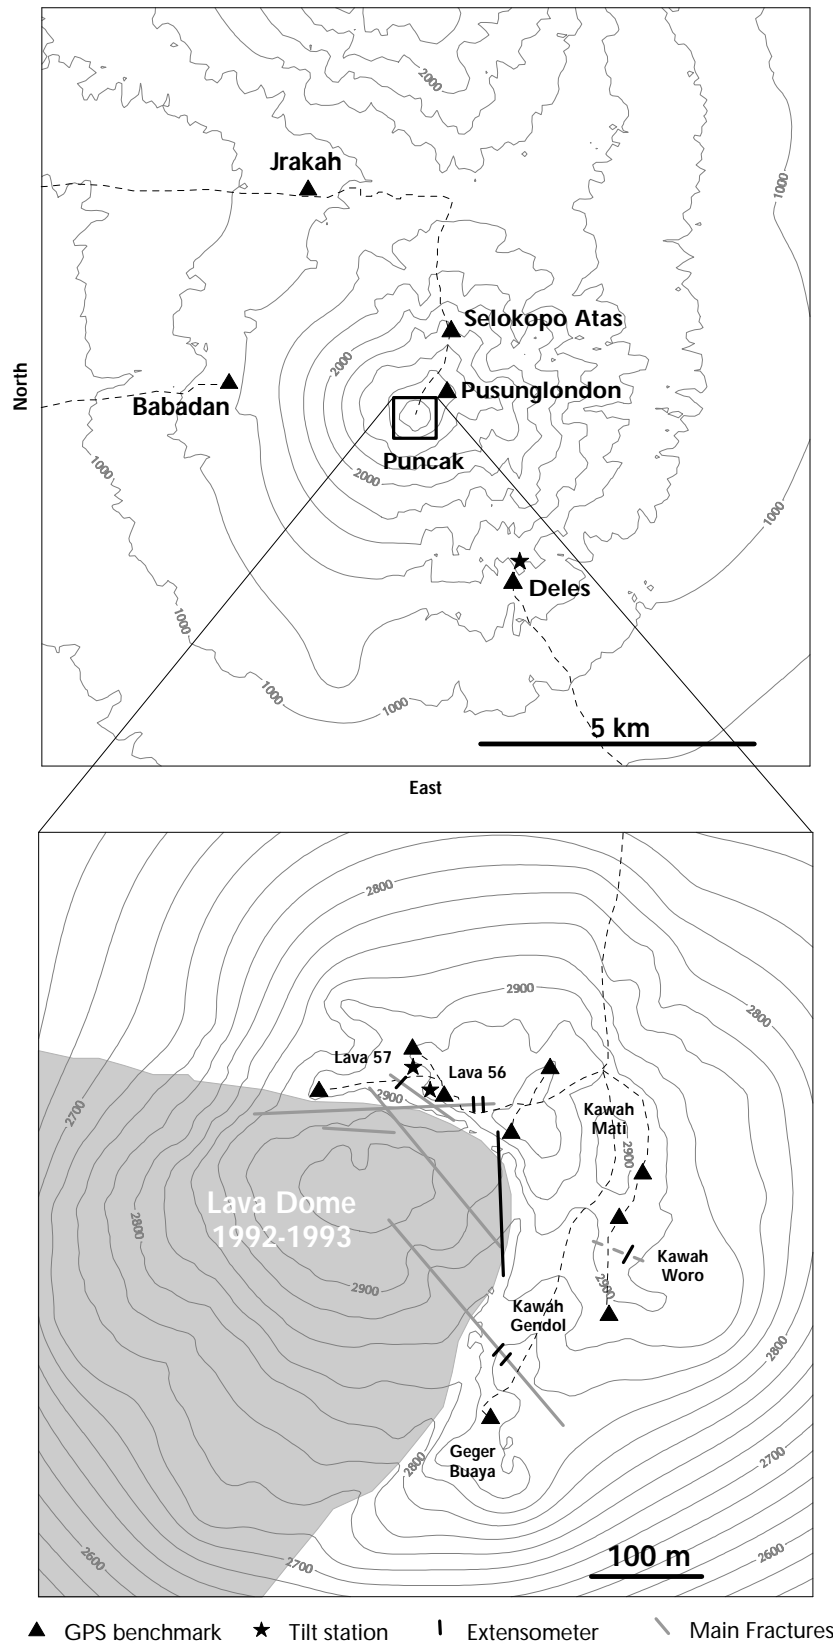 2000
Jrakah
1000
Selokopo Atas
2000
North
Pusunglondon
Babadan
Puncak
1000
2000
1000
Deles
1000
1000
1000
5 km
East
2800
2900
2800
Lava 57
Lava 56
2900
2700
Kawah
Mati
2900
Lava Dome
1992-1993
2800
Kawah
Woro
2900
2900
Kawah
Gendol
2800
Geger
Buaya
2800
2700
2600
2700
100 m
2600
GPS benchmark
Tilt station
Extensometer
Main Fractures